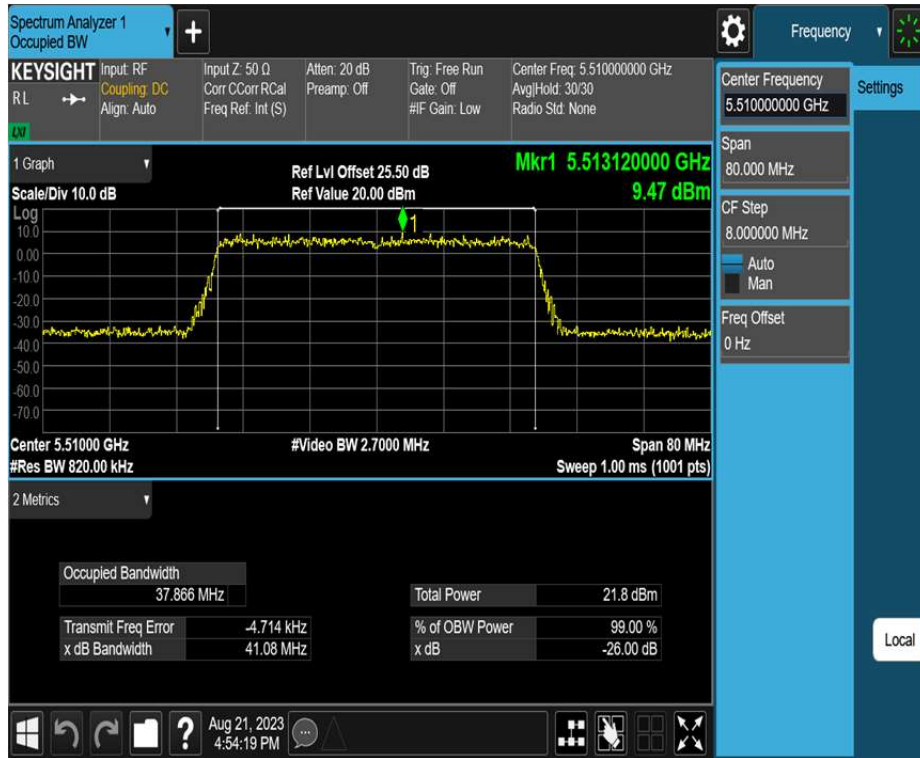 Spectrum Analyzer 1
Occupied BW
+
Frequency
KEYSIGHT
R L
LXI
Input: RF
Coupling: DC
Align: Auto
Input Z: 50 Ω
Corr CCorr RCal
Freq Ref: Int (S)
Atten: 20 dB
Preamp: Off
Trig: Free Run
Gate: Off
#IF Gain: Low
Center Freq: 5.510000000 GHz
Avg|Hold: 30/30
Radio Std: None
Center Frequency
5.510000000 GHz
Settings
Span
80.000 MHz
CF Step
8.000000 MHz
Auto
Man
Freq Offset
0 Hz
Local
1 Graph
Scale/Div 10.0 dB
Ref Lvl Offset 25.50 dB
Ref Value 20.00 dBm
Mkr1 5.513120000 GHz
9.47 dBm
Log
1
10.0
0.00
-10.0
-20.0
-30.0
-40.0
-50.0
-60.0
-70.0
Center 5.51000 GHz
#Video BW 2.7000 MHz
Span 80 MHz
#Res BW 820.00 kHz
Sweep 1.00 ms (1001 pts)
2 Metrics
Occupied Bandwidth
37.866 MHz
Total Power 21.8 dBm
Transmit Freq Error -4.714 kHz
% of OBW Power 99.00 %
x dB Bandwidth 41.08 MHz
x dB -26.00 dB
?
Aug 21, 2023
4:54:19 PM